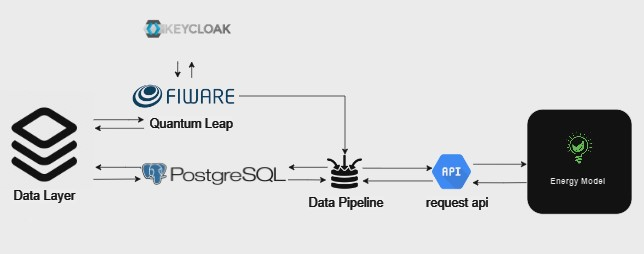 KEYCLOAK
FIWARE
Quantum Leap
Data Layer
PostgreSQL
Data Pipeline
API
request api
Energy Model